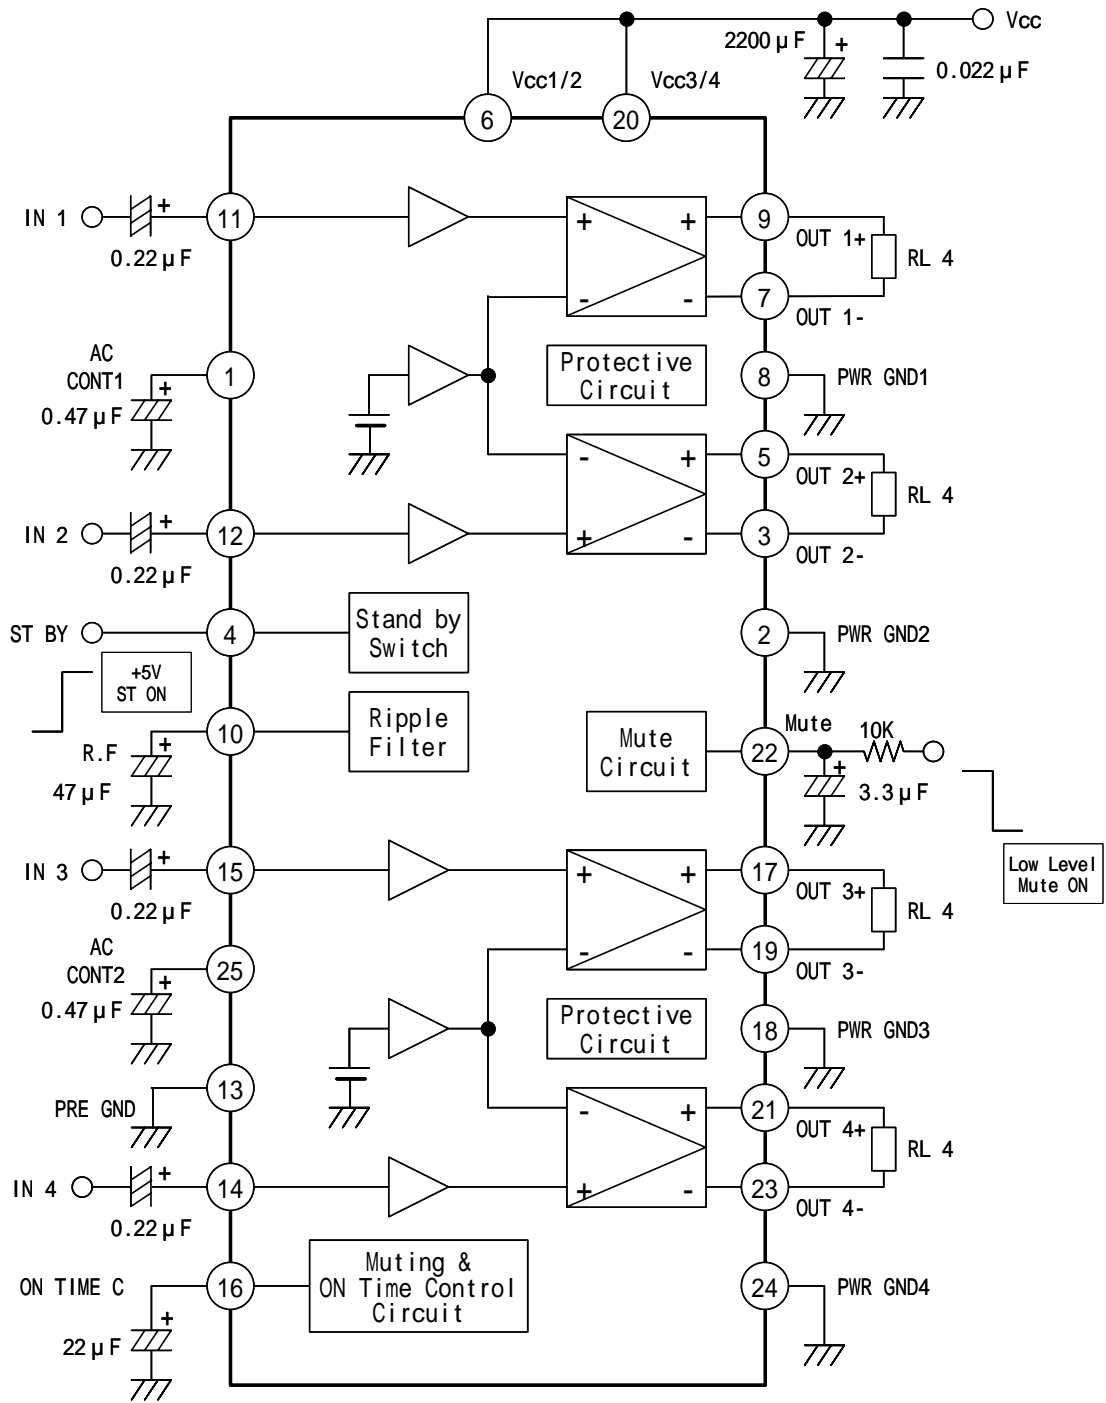 Vcc
2200μF +
0.022μF
Vcc1/2
Vcc3/4
6
20
IN 1
+
0.22μF
11
+
+
-
-
9
OUT 1+
RL 4
7
OUT 1-
AC
CONT1
+
0.47μF
1
Protective
Circuit
8
PWR GND1
-
+
+
-
5
OUT 2+
RL 4
3
OUT 2-
IN 2
+
0.22μF
12
ST BY
4
Stand by
Switch
2
PWR GND2
+5V
ST ON
R.F
+
47μF
10
Ripple
Filter
Mute
Circuit
22
Mute
10K
+
3.3μF
Low Level
Mute ON
IN 3
+
0.22μF
15
+
+
-
-
17
OUT 3+
RL 4
19
OUT 3-
AC
CONT2
+
0.47μF
25
Protective
Circuit
18
PWR GND3
PRE GND
13
-
+
+
-
21
OUT 4+
RL 4
23
OUT 4-
IN 4
+
0.22μF
14
ON TIME C
+
22μF
16
Muting &
ON Time Control
Circuit
24
PWR GND4